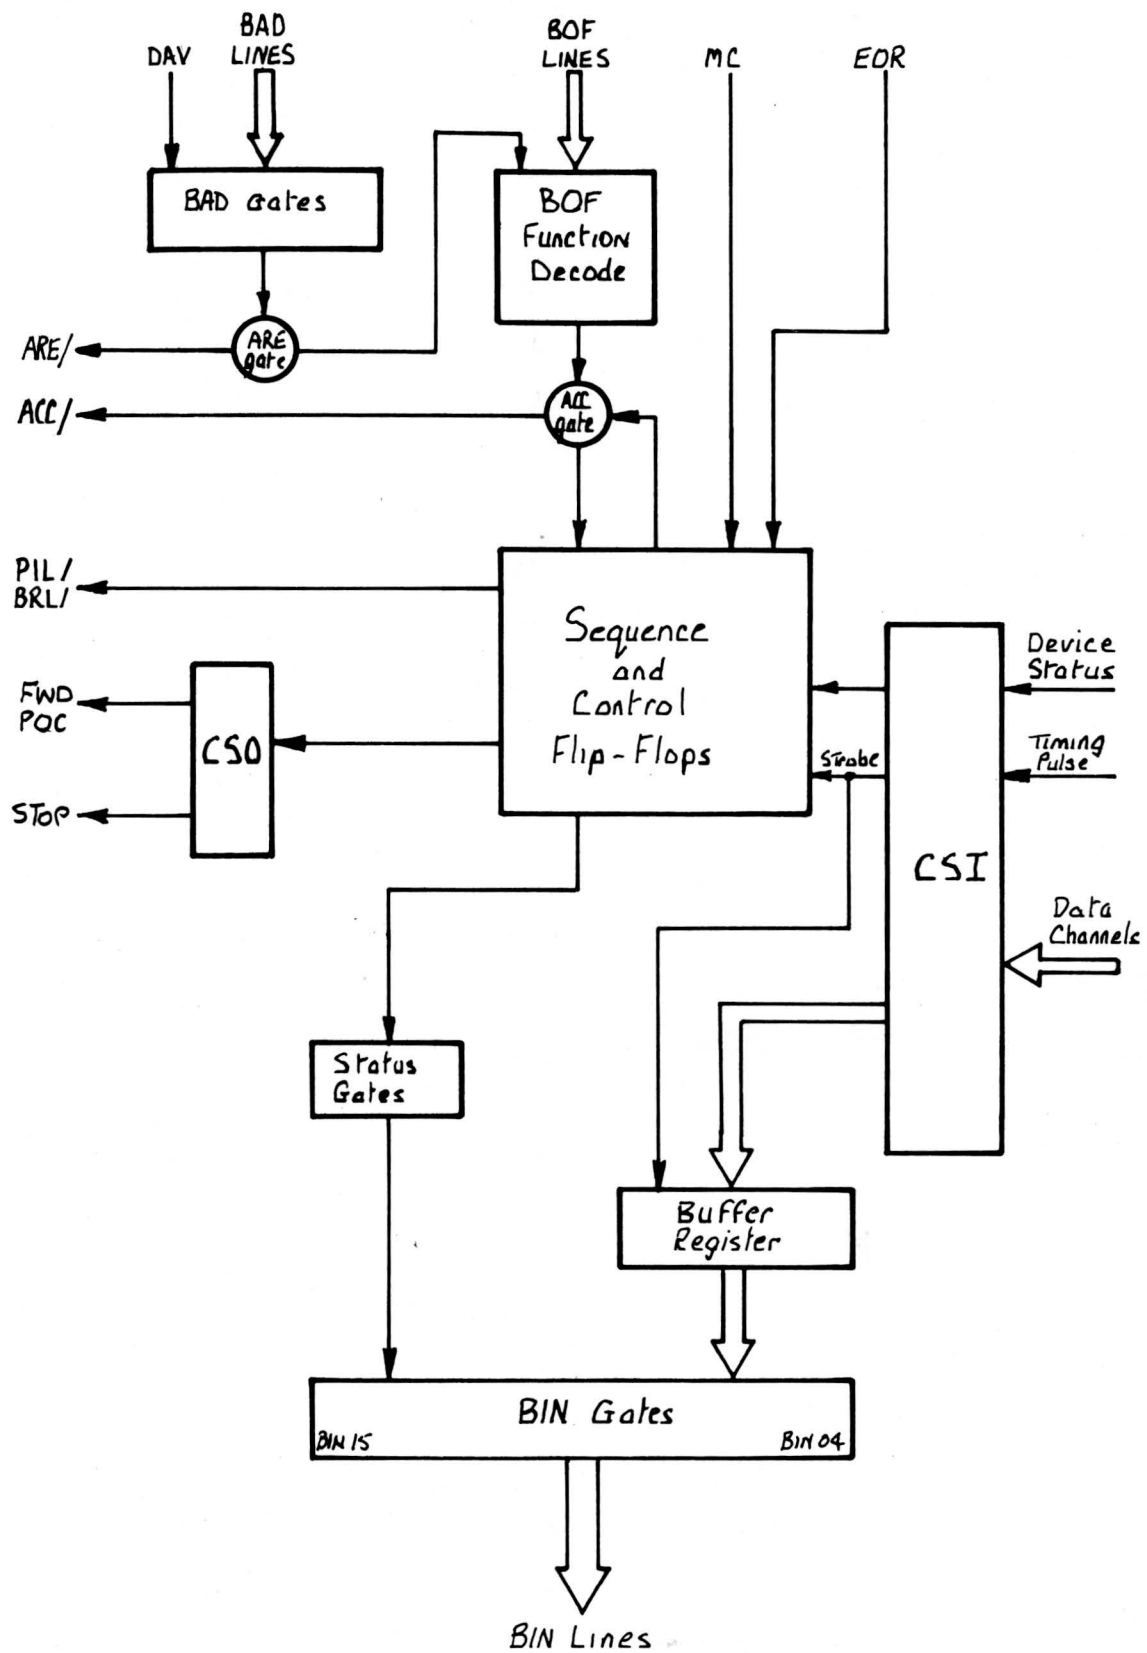 DAV
BAD
LINES
BOF
LINES
MC
EOR
BAD Gates
BOF
Function
Decode
ARE/
ARE
gate
ACC/
ACC
gate
PIL/
BRL/
Sequence
and
Control
Flip-Flops
Device
Status
FWD
PQC
CSO
Strobe
Timing
Pulse
STOP
CSI
Data
Channels
Status
Gates
Buffer
Register
BIN Gates
BIN 15
BIN 04
BIN Lines